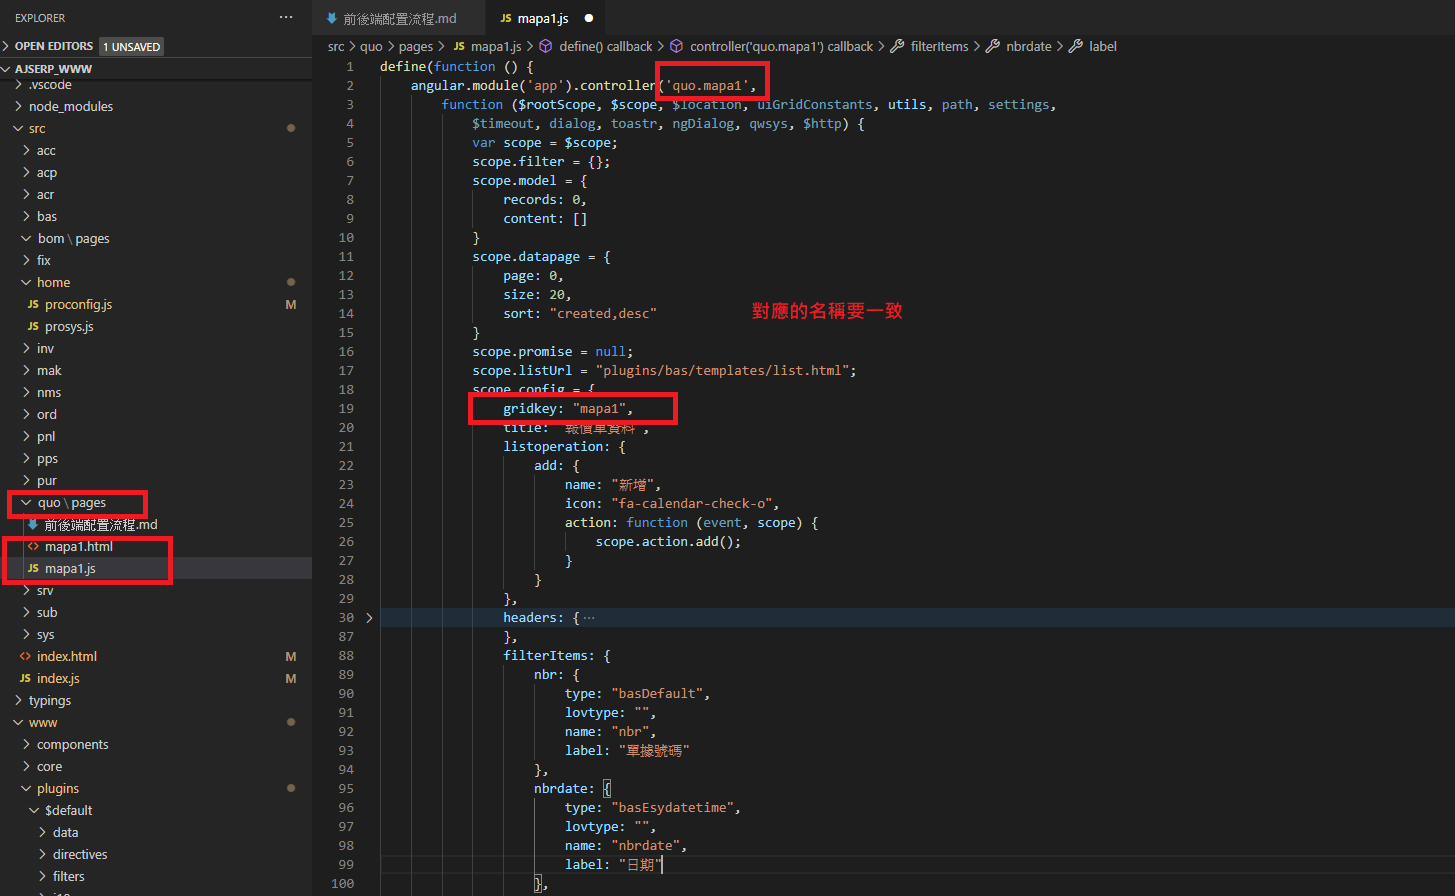 EXPLORER
···
OPEN EDITORS
1 UNSAVED
AJSERP_WWW
.vscode
node_modules
src
acc
acp
acr
bas
bom \ pages
fix
home
JS proconfig.js M
JS prosys.js
inv
mak
nms
ord
pnl
pps
pur
quo \ pages
前後端配置流程.md
<> mapa1.html
JS mapa1.js
srv
sub
sys
<> index.html M
JS index.js M
typings
www
components
core
plugins
$default
data
directives
filters
i18
前後端配置流程.md
JS mapa1.js ●
src > quo > pages > JS mapa1.js > define() callback > controller('quo.mapa1') callback > filterItems > nbrdate > label
1 define(function () {
2 angular.module('app').controller('quo.mapa1',
3 function ($rootScope, $scope, $location, uiGridConstants, utils, path, settings,
4 $timeout, dialog, toastr, ngDialog, qwsys, $http) {
5 var scope = $scope;
6 scope.filter = {};
7 scope.model = {
8 records: 0,
9 content: []
10 }
11 scope.datapage = {
12 page: 0,
13 size: 20,
14 sort: "created,desc"
對應的名稱要一致
15 }
16 scope.promise = null;
17 scope.listUrl = "plugins/bas/templates/list.html";
18 scope.config = {
19 gridkey: "mapa1",
20 title: "報價單資料",
21 listoperation: {
22 add: {
23 name: "新增",
24 icon: "fa-calendar-check-o",
25 action: function (event, scope) {
26 scope.action.add();
27 }
28 }
29 },
30 headers: {···
87 },
88 filterItems: {
89 nbr: {
90 type: "basDefault",
91 lovtype: "",
92 name: "nbr",
93 label: "單據號碼"
94 },
95 nbrdate: {
96 type: "basEsydatetime",
97 lovtype: "",
98 name: "nbrdate",
99 label: "日期"
100 },